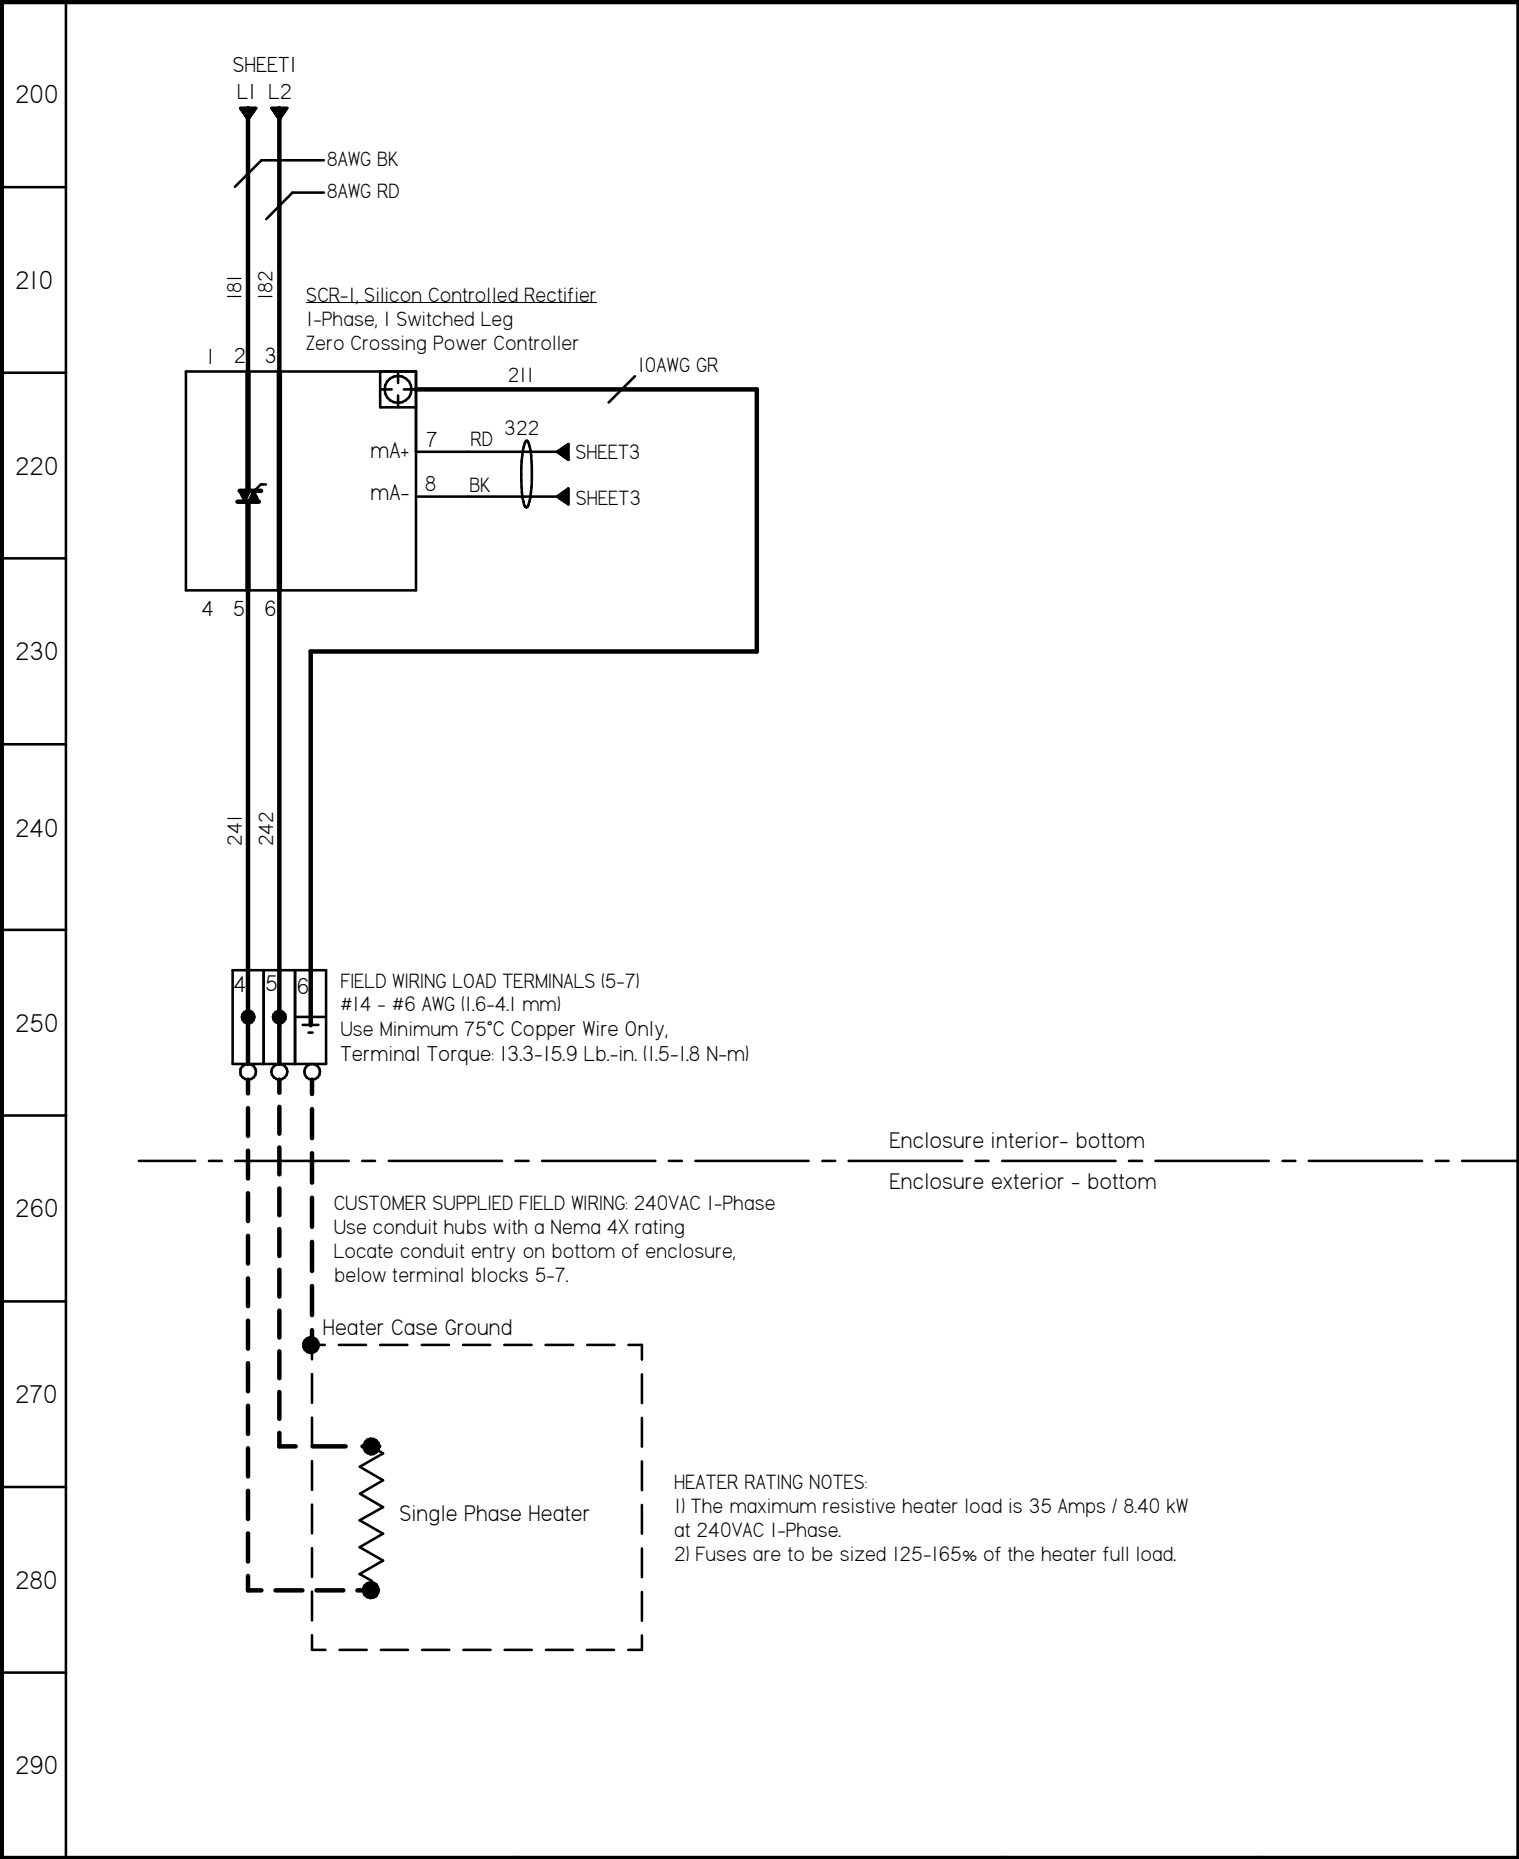 200
SHEET1
L1 L2
8AWG BK
8AWG RD
210
181
182
SCR-1, Silicon Controlled Rectifier
1-Phase, 1 Switched Leg
Zero Crossing Power Controller
1 2 3
211
10AWG GR
220
mA+
7
RD
322
SHEET3
mA-
8
BK
SHEET3
4 5 6
230
240
241
242
4 5 6
250
FIELD WIRING LOAD TERMINALS (5-7)
#14 - #6 AWG (1.6-4.1 mm)
Use Minimum 75°C Copper Wire Only,
Terminal Torque: 13.3-15.9 Lb.-in. (1.5-1.8 N-m)
Enclosure interior- bottom
Enclosure exterior - bottom
260
CUSTOMER SUPPLIED FIELD WIRING: 240VAC 1-Phase
Use conduit hubs with a Nema 4X rating
Locate conduit entry on bottom of enclosure,
below terminal blocks 5-7.
Heater Case Ground
270
Single Phase Heater
HEATER RATING NOTES:
1) The maximum resistive heater load is 35 Amps / 8.40 kW
at 240VAC 1-Phase.
2) Fuses are to be sized 125-165% of the heater full load.
280
290